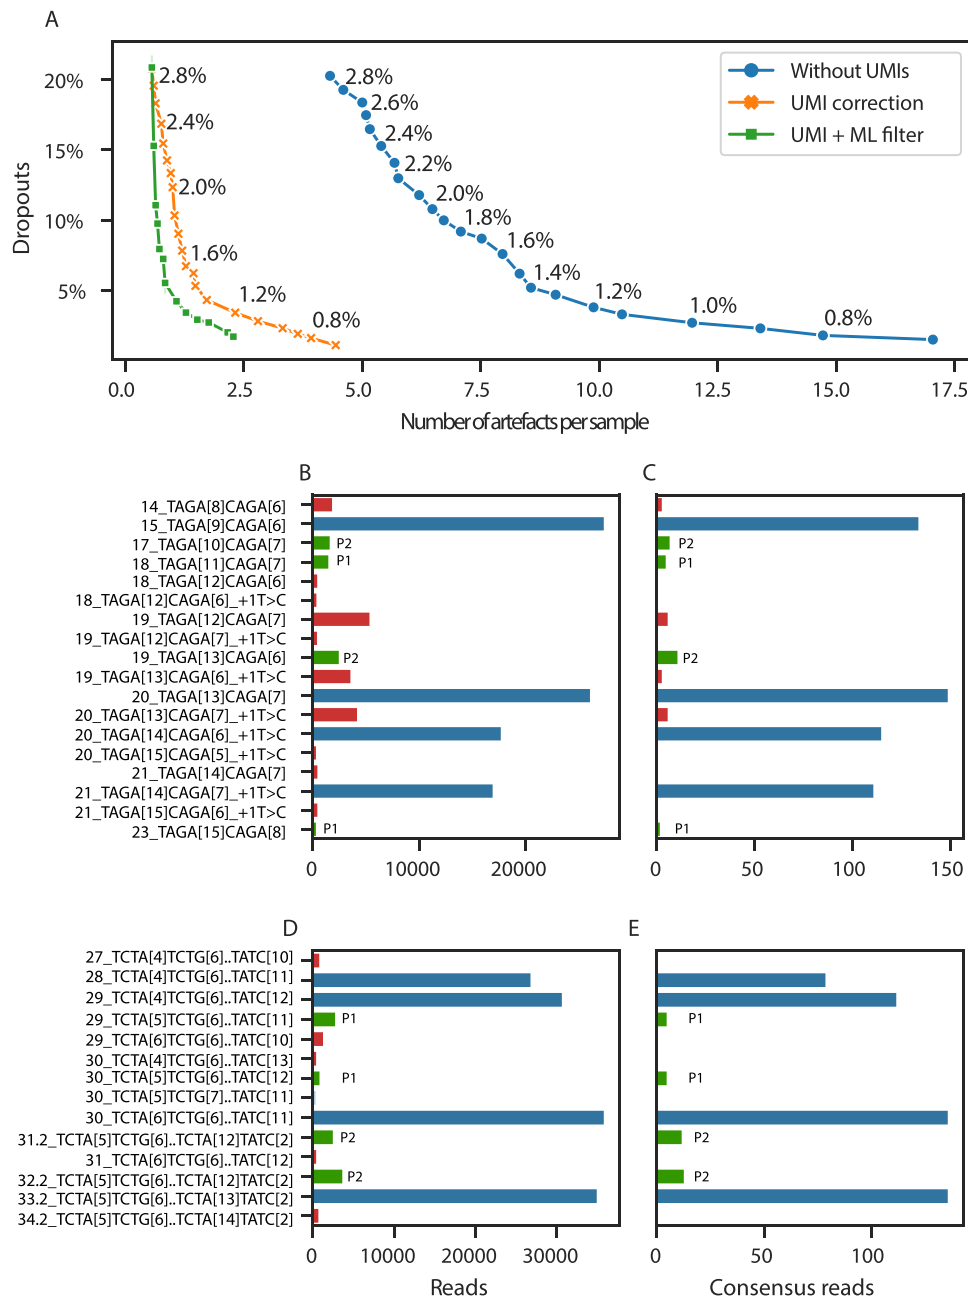 A
20%
15%
10%
5%
Dropouts
2.8%
2.4%
2.0%
1.6%
1.2%
0.8%
2.8%
2.6%
2.4%
2.2%
2.0%
1.8%
1.6%
1.4%
1.2%
1.0%
0.8%
Without UMIs
UMI correction
UMI + ML filter
0.0 2.5 5.0 7.5 10.0 12.5 15.0 17.5
Number of artefacts per sample
B C
14_TAGA[8]CAGA[6]
15_TAGA[9]CAGA[6]
17_TAGA[10]CAGA[7] P2 P2
18_TAGA[11]CAGA[7] P1 P1
18_TAGA[12]CAGA[6]
18_TAGA[12]CAGA[6]_+1T>C
19_TAGA[12]CAGA[7]
19_TAGA[12]CAGA[7]_+1T>C
19_TAGA[13]CAGA[6] P2 P2
19_TAGA[13]CAGA[6]_+1T>C
20_TAGA[13]CAGA[7]
20_TAGA[13]CAGA[7]_+1T>C
20_TAGA[14]CAGA[6]_+1T>C
20_TAGA[15]CAGA[5]_+1T>C
21_TAGA[14]CAGA[7]
21_TAGA[14]CAGA[7]_+1T>C
21_TAGA[15]CAGA[6]_+1T>C
23_TAGA[15]CAGA[8] P1 P1
0 10000 20000 0 50 100 150
D E
27_TCTA[4]TCTG[6]..TATC[10]
28_TCTA[4]TCTG[6]..TATC[11]
29_TCTA[4]TCTG[6]..TATC[12]
29_TCTA[5]TCTG[6]..TATC[11] P1 P1
29_TCTA[6]TCTG[6]..TATC[10]
30_TCTA[4]TCTG[6]..TATC[13]
30_TCTA[5]TCTG[6]..TATC[12] P1 P1
30_TCTA[5]TCTG[7]..TATC[11]
30_TCTA[6]TCTG[6]..TATC[11]
31.2_TCTA[5]TCTG[6]..TCTA[12]TATC[2] P2 P2
31_TCTA[6]TCTG[6]..TATC[12]
32.2_TCTA[5]TCTG[6]..TCTA[12]TATC[2] P2 P2
33.2_TCTA[5]TCTG[6]..TCTA[13]TATC[2]
34.2_TCTA[5]TCTG[6]..TCTA[14]TATC[2]
0 10000 20000 30000 0 50 100
Reads Consensus reads